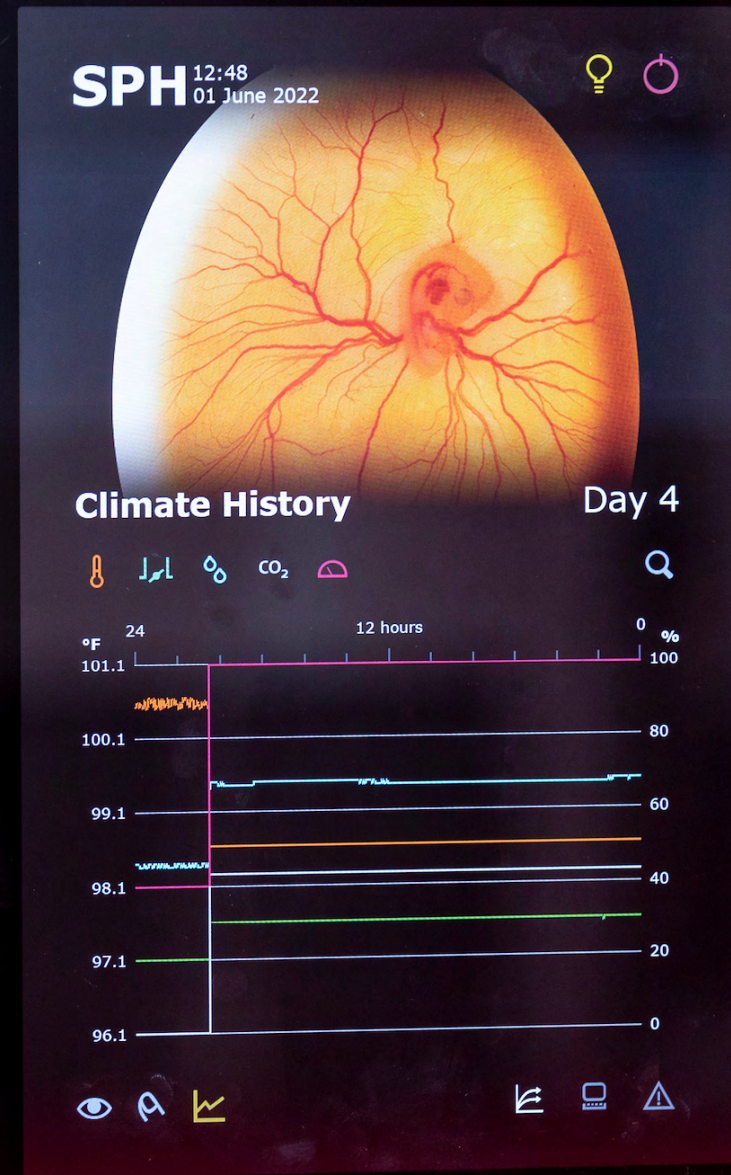 SPH 12:48
01 June 2022
Climate History Day 4
CO₂
24 12 hours 0
°F %
101.1 100
100.1 80
99.1 60
98.1 40
97.1 20
96.1 0